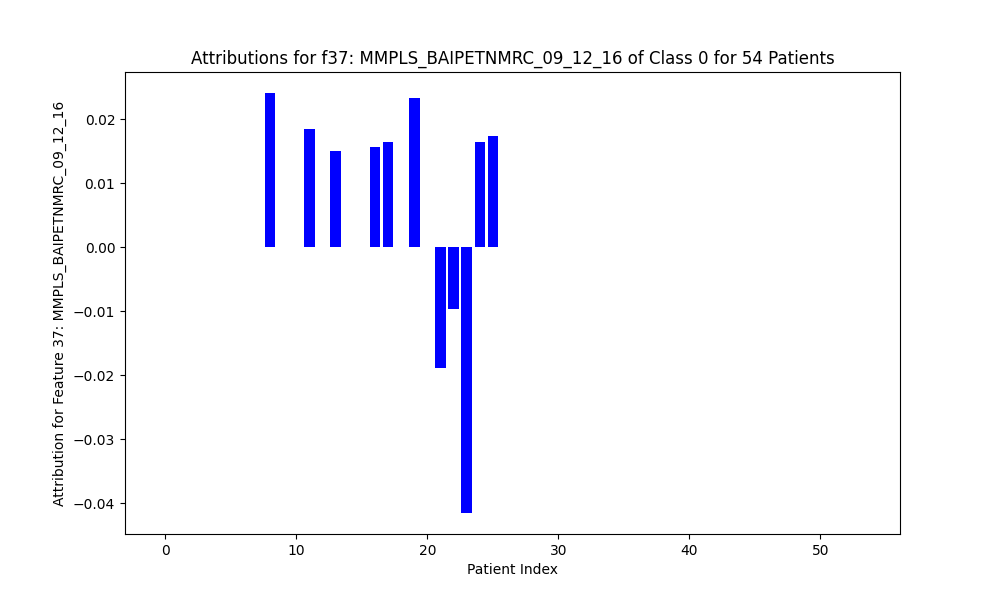 Attributions for f37: MMPLS_BAIPETNMRC_09_12_16 of Class 0 for 54 Patients
Attribution for Feature 37: MMPLS_BAIPETNMRC_09_12_16
0.02
0.01
0.00
−0.01
−0.02
−0.03
−0.04
0 10 20 30 40 50
Patient Index